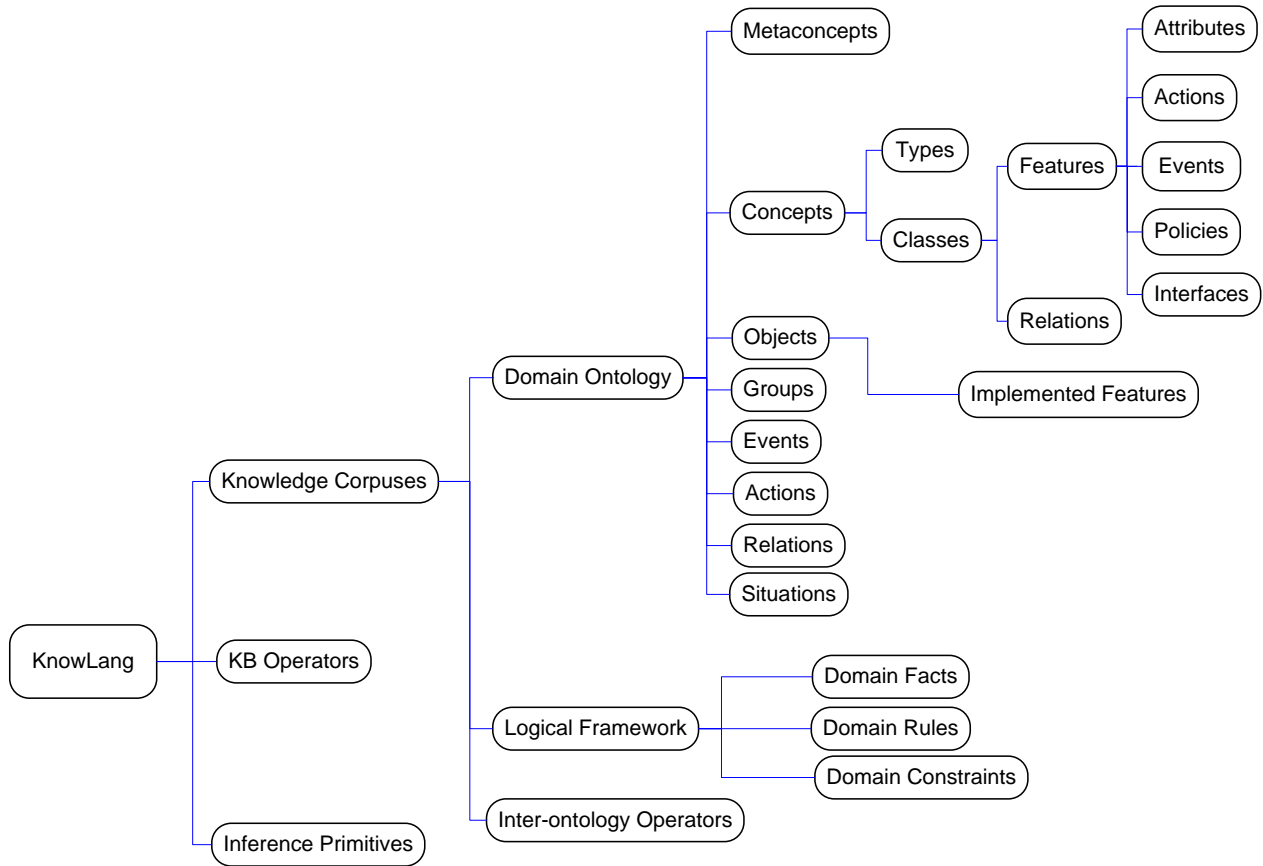 KnowLang
Knowledge Corpuses
KB Operators
Inference Primitives
Domain Ontology
Logical Framework
Inter-ontology Operators
Metaconcepts
Concepts
Objects
Groups
Events
Actions
Relations
Situations
Domain Facts
Domain Rules
Domain Constraints
Types
Classes
Implemented Features
Features
Relations
Attributes
Actions
Events
Policies
Interfaces